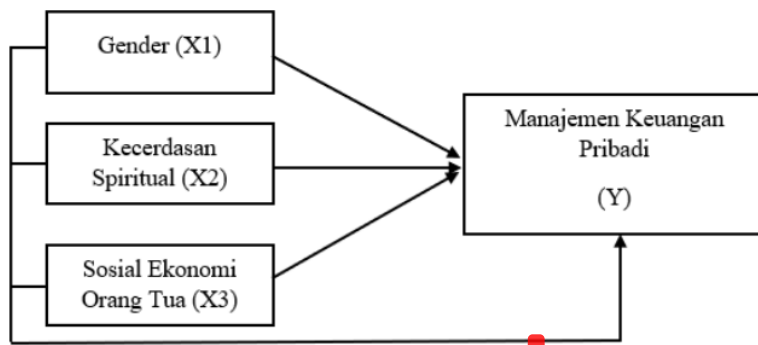 Gender (X1)
Kecerdasan
Spiritual (X2)
Sosial Ekonomi
Orang Tua (X3)
Manajemen Keuangan
Pribadi
(Y)